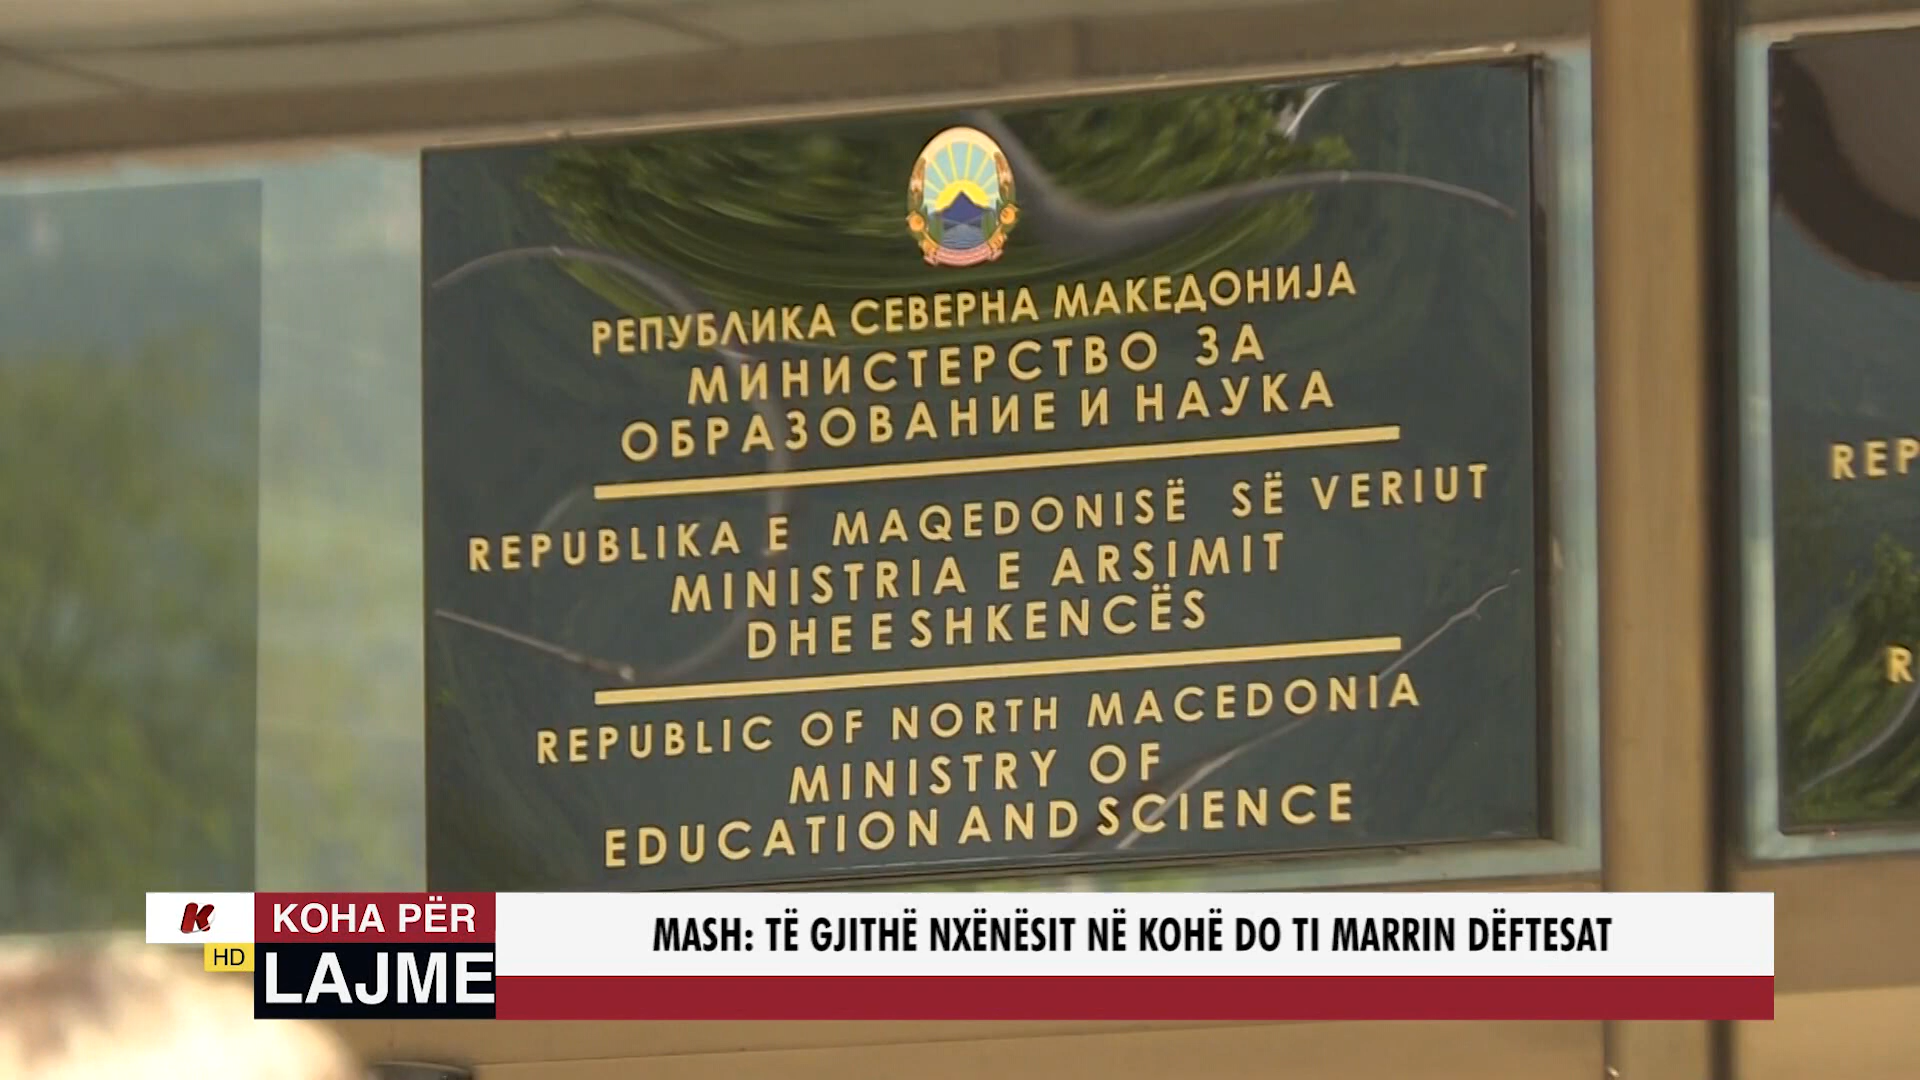 РЕПУБЛИКА СЕВЕРНА МАКЕДОНИЈА
МИНИСТЕРСТВО ЗА
ОБРАЗОВАНИЕ И НАУКА
REPUBLIKA E MAQEDONISË SË VERIUT
MINISTRIA E ARSIMIT
DHE E SHKENCËS
REPUBLIC OF NORTH MACEDONIA
MINISTRY OF
EDUCATION AND SCIENCE
REP
R
K
HD
KOHA PËR
LAJME
MASH: TË GJITHË NXËNËSIT NË KOHË DO TI MARRIN DËFTESAT